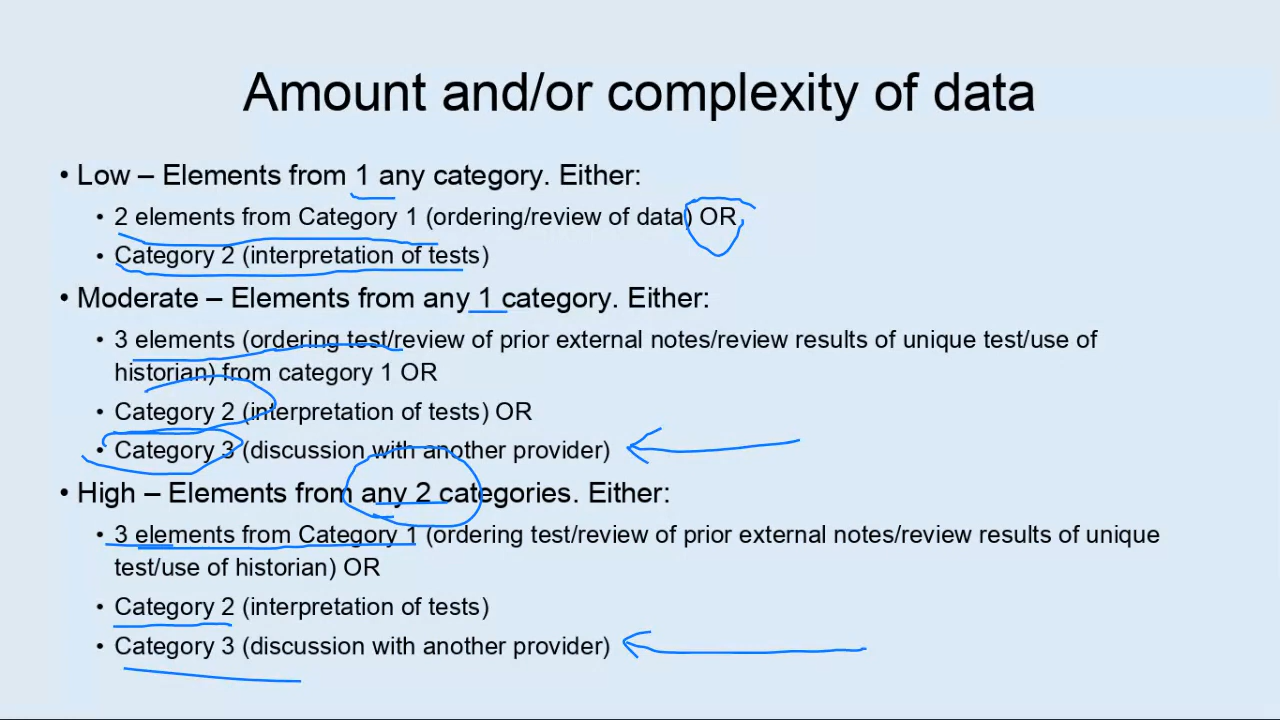 Amount and/or complexity of data
• Low – Elements from 1 any category. Either:
• 2 elements from Category 1 (ordering/review of data) OR
• Category 2 (interpretation of tests)
• Moderate – Elements from any 1 category. Either:
• 3 elements (ordering test/review of prior external notes/review results of unique test/use of
historian) from category 1 OR
• Category 2 (interpretation of tests) OR
• Category 3 (discussion with another provider)
• High – Elements from any 2 categories. Either:
• 3 elements from Category 1 (ordering test/review of prior external notes/review results of unique
test/use of historian) OR
• Category 2 (interpretation of tests)
• Category 3 (discussion with another provider)